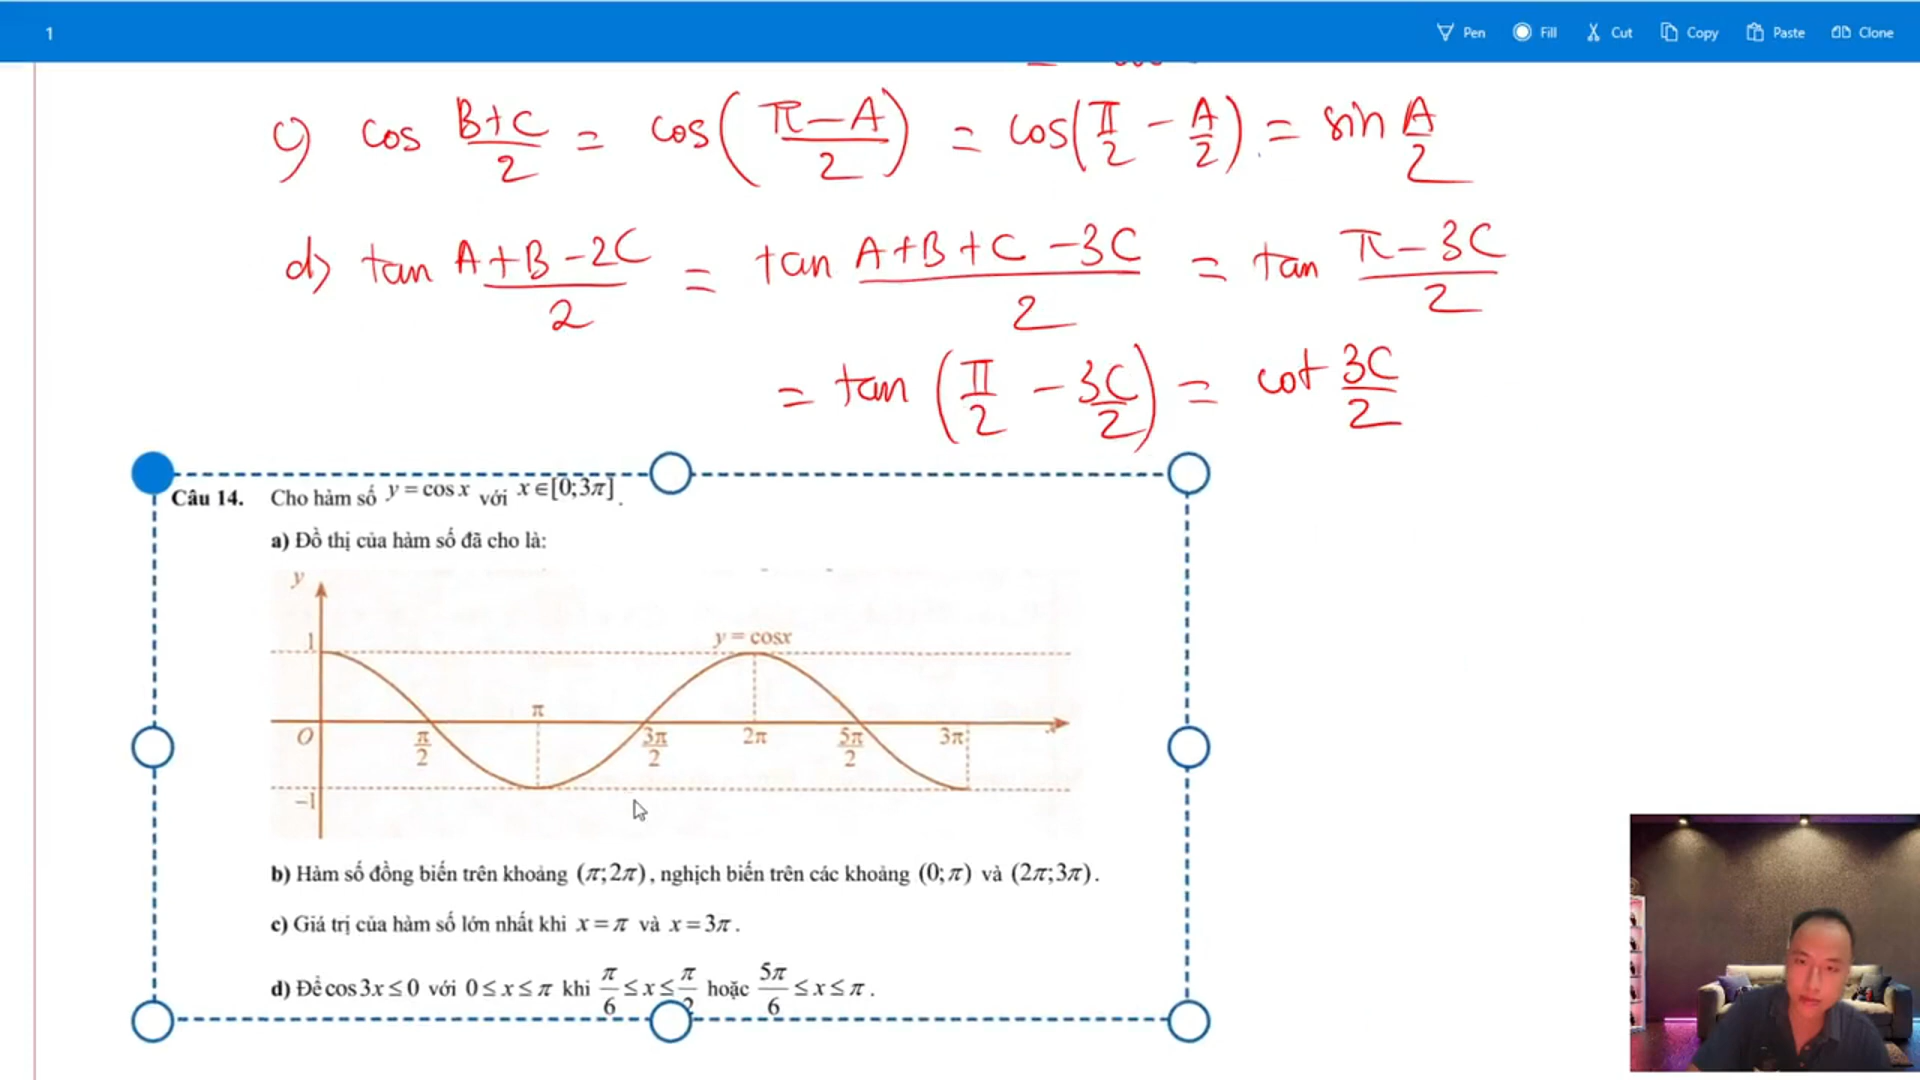 1 Pen Fill Cut Copy Paste Clone
c) cos B+C/2 = cos(π-A/2) = cos(π/2 - A/2) = sin A/2
d) tan A+B-2C/2 = tan A+B+C-3C/2 = tan π-3C/2
= tan (π/2 - 3C/2) = cot 3C/2
Câu 14. Cho hàm số y = cos x với x ∈ [0;3π].
a) Đồ thị của hàm số đã cho là:
y
1
y = cosx
π
O π/2 3π/2 2π 5π/2 3π x
-1
b) Hàm số đồng biến trên khoảng (π;2π), nghịch biến trên các khoảng (0;π) và (2π;3π).
c) Giá trị của hàm số lớn nhất khi x = π và x = 3π.
d) Để cos 3x ≤ 0 với 0 ≤ x ≤ π khi π/6 ≤ x ≤ π/2 hoặc 5π/6 ≤ x ≤ π.